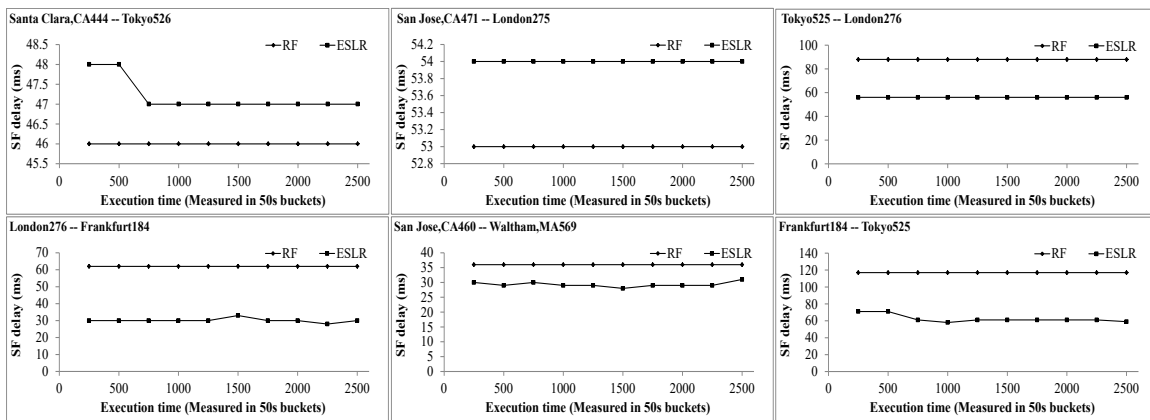 Santa Clara,CA444 -- Tokyo526
RF ESLR
SF delay (ms)
48.5
48
47.5
47
46.5
46
45.5
0 500 1000 1500 2000 2500
Execution time (Measured in 50s buckets)
San Jose,CA471 -- London275
RF ESLR
SF delay (ms)
54.2
54
53.8
53.6
53.4
53.2
53
52.8
0 500 1000 1500 2000 2500
Execution time (Measured in 50s buckets)
Tokyo525 -- London276
RF ESLR
SF delay (ms)
100
80
60
40
20
0
0 500 1000 1500 2000 2500
Execution time (Measured in 50s buckets)
London276 -- Frankfurt184
RF ESLR
SF delay (ms)
70
60
50
40
30
20
10
0
0 500 1000 1500 2000 2500
Execution time (Measured in 50s buckets)
San Jose,CA460 -- Waltham,MA569
RF ESLR
SF delay (ms)
40
35
30
25
20
15
10
5
0
0 500 1000 1500 2000 2500
Execution time (Measured in 50s buckets)
Frankfurt184 -- Tokyo525
RF ESLR
SF delay (ms)
140
120
100
80
60
40
20
0
0 500 1000 1500 2000 2500
Execution time (Measured in 50s buckets)